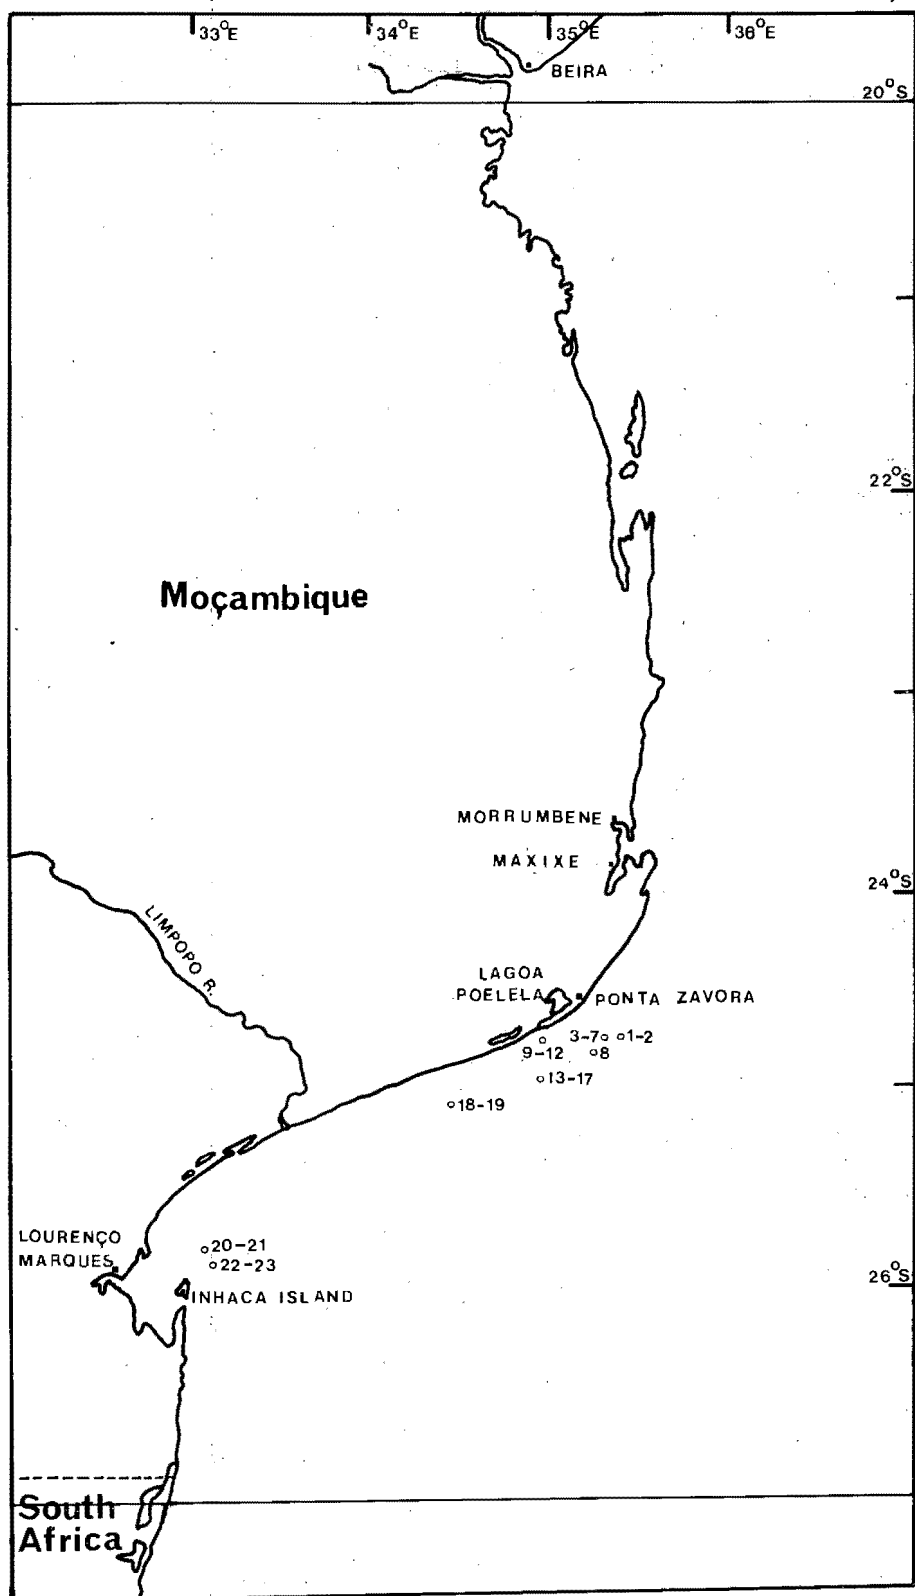 33°E
34°E
35°E
36°E
BEIRA
20°S
22°S
Moçambique
MORRUMBENE
MAXIXE
24°S
LIMPOPO R.
LAGOA
POELELA
PONTA ZAVORA
3-7
1-2
9-12
8
13-17
18-19
LOURENÇO
MARQUES
20-21
22-23
26°S
INHACA ISLAND
South
Africa